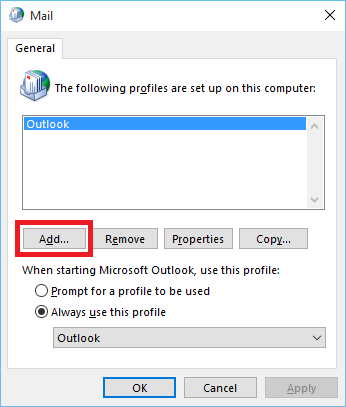 Mail
General
The following profiles are set up on this computer:
Outlook
Add...
Remove
Properties
Copy...
When starting Microsoft Outlook, use this profile:
Prompt for a profile to be used
Always use this profile
Outlook
OK
Cancel
Apply